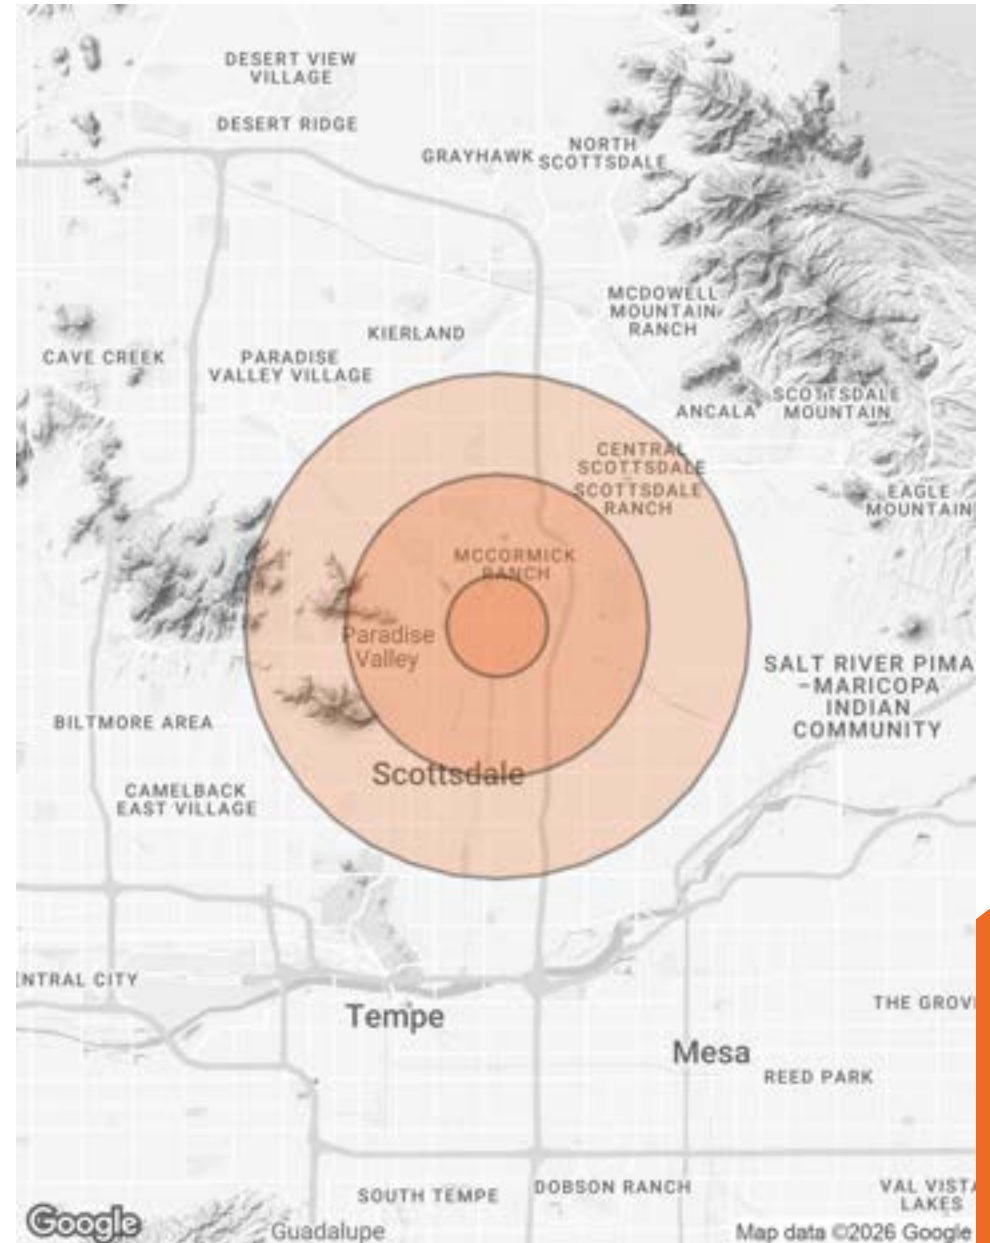 DESERT VIEW
VILLAGE
DESERT RIDGE
GRAYHAWK
NORTH
SCOTTSDALE
MCDOWELL
MOUNTAIN
RANCH
KIERLAND
CAVE CREEK
PARADISE
VALLEY VILLAGE
ANCALA
SCOTTSDALE
MOUNTAIN
CENTRAL
SCOTTSDALE
SCOTTSDALE
RANCH
EAGLE
MOUNTAIN
MCCORMICK
RANCH
Paradise
Valley
SALT RIVER PIMA
-MARICOPA
INDIAN
COMMUNITY
BILTMORE AREA
Scottsdale
CAMELBACK
EAST VILLAGE
ENTRAL CITY
THE GROV
Tempe
Mesa
REED PARK
SOUTH TEMPE
DOBSON RANCH
VAL VISTA
LAKES
Google
Guadalupe
Map data ©2026 Google